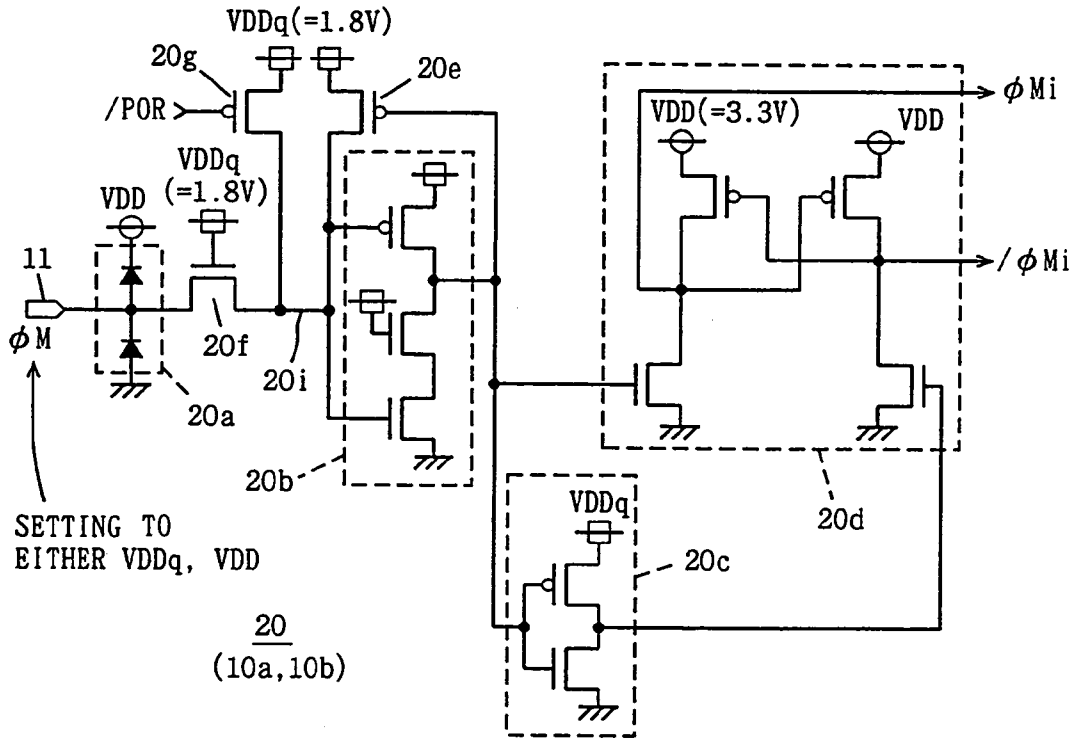 VDDq(=1.8V)
20g
20e
/POR
VDDq
(=1.8V)
VDD
VDD(=3.3V)
VDD
φMi
/φMi
11
φM
20f
20i
20a
20b
20d
VDDq
20c
SETTING TO
EITHER VDDq, VDD
20
(10a,10b)